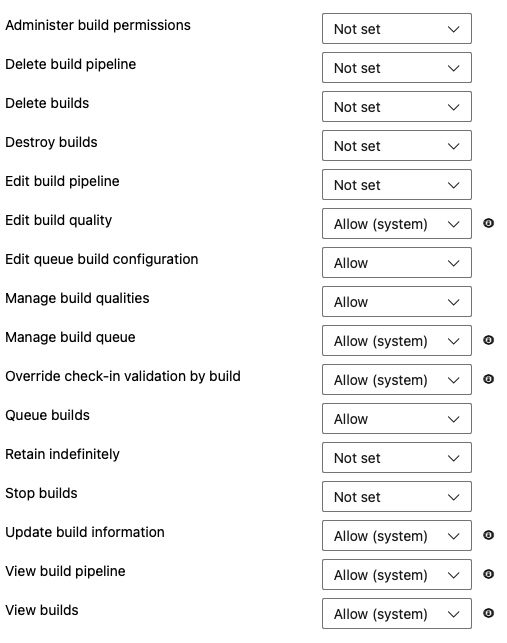 Administer build permissions Not set
Delete build pipeline Not set
Delete builds Not set
Destroy builds Not set
Edit build pipeline Not set
Edit build quality Allow (system)
Edit queue build configuration Allow
Manage build qualities Allow
Manage build queue Allow (system)
Override check-in validation by build Allow (system)
Queue builds Allow
Retain indefinitely Not set
Stop builds Not set
Update build information Allow (system)
View build pipeline Allow (system)
View builds Allow (system)